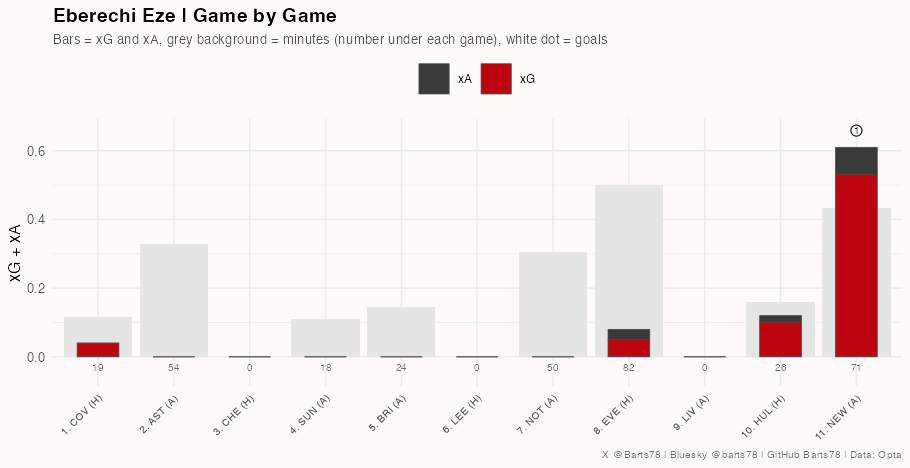 Eberechi Eze | Game by Game
Bars = xG and xA, grey background = minutes (number under each game), white dot = goals
xA xG
xG + xA
0.6
0.4
0.2
0.0
1
19 54 0 18 24 0 50 82 0 26 71
1. COV (H) 2. AST (A) 3. CHE (H) 4. SUN (A) 5. BRI (A) 6. LEE (H) 7. NOT (A) 8. EVE (H) 9. LIV (A) 10. HUL (H) 11. NEW (A)
X @Barts78 | Bluesky @barts78 | GitHub Barts78 | Data: Opta